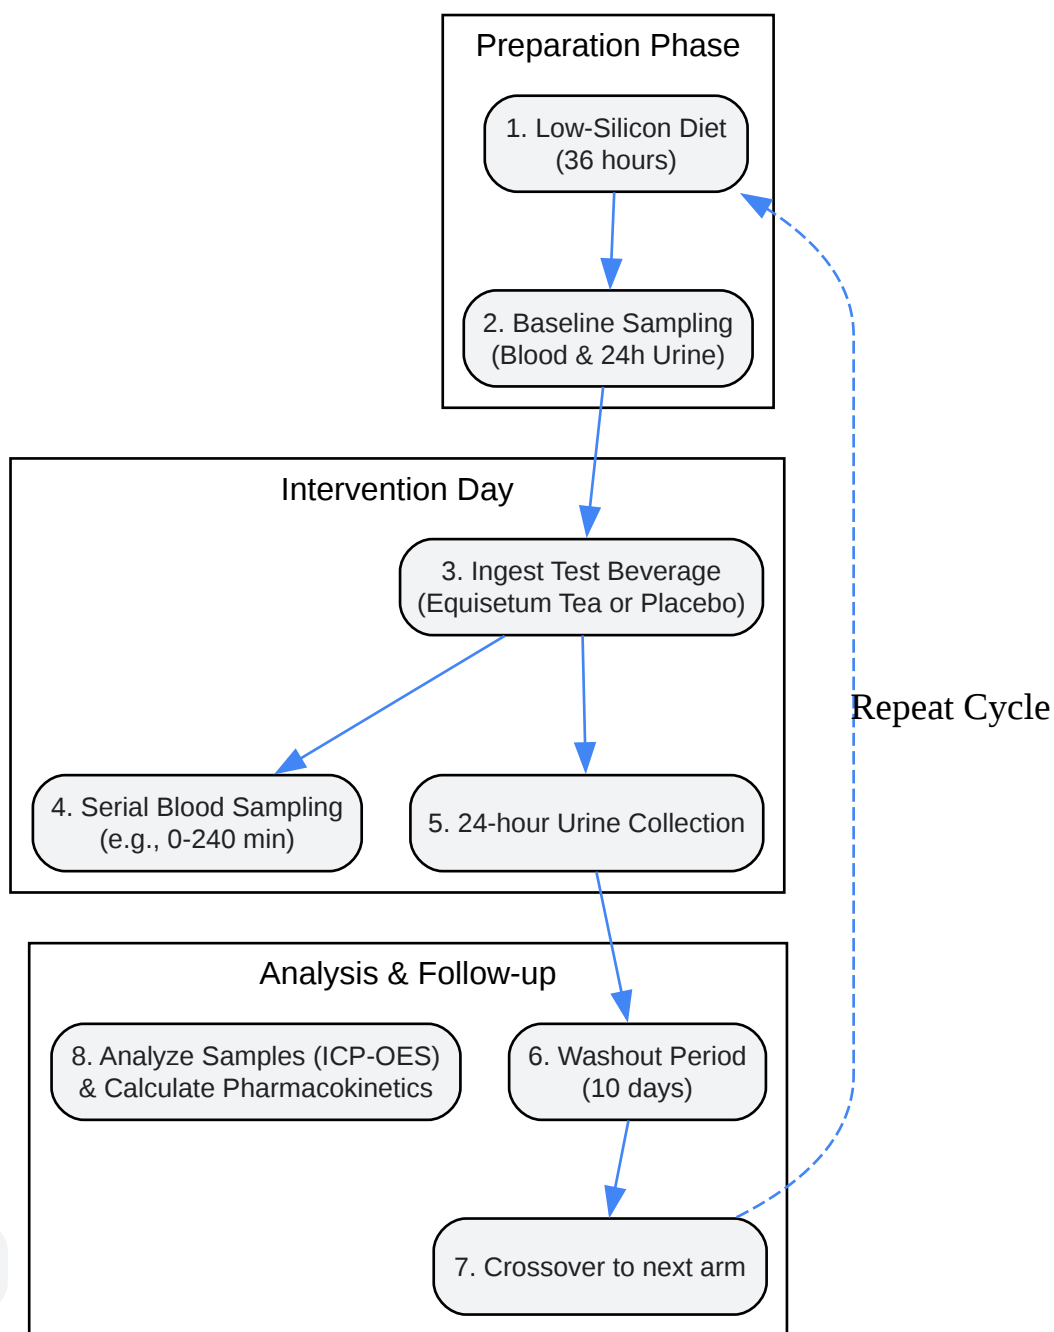 Preparation Phase
1. Low-Silicon Diet
(36 hours)
2. Baseline Sampling
(Blood & 24h Urine)
Intervention Day
3. Ingest Test Beverage
(Equisetum Tea or Placebo)
Repeat Cycle
4. Serial Blood Sampling
(e.g., 0-240 min)
5. 24-hour Urine Collection
Analysis & Follow-up
8. Analyze Samples (ICP-OES)
& Calculate Pharmacokinetics
6. Washout Period
(10 days)
7. Crossover to next arm